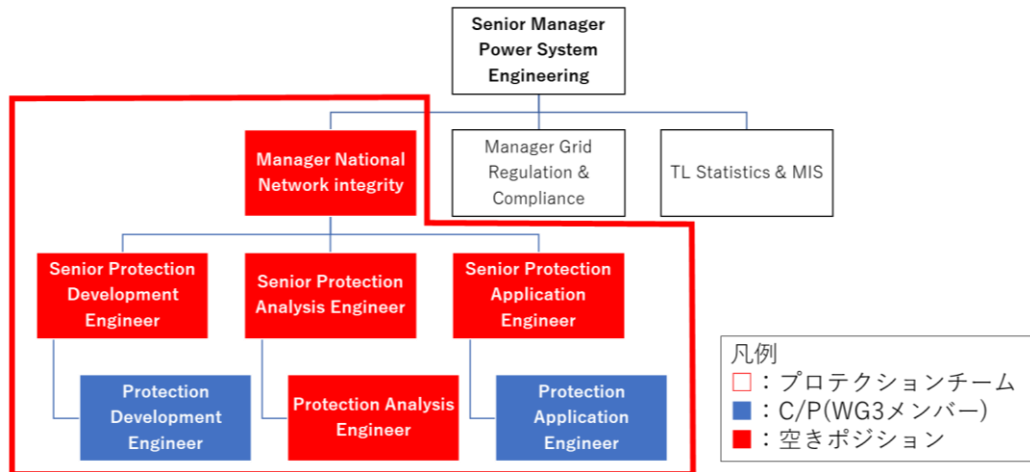 Senior Manager
Power System
Engineering
Manager National
Network integrity
Manager Grid
Regulation &
Compliance
TL Statistics & MIS
Senior Protection
Development
Engineer
Senior Protection
Analysis Engineer
Senior Protection
Application
Engineer
Protection
Development
Engineer
Protection Analysis
Engineer
Protection
Application
Engineer
凡例
□：プロテクションチーム
■：C/P(WG3メンバー)
■：空きポジション